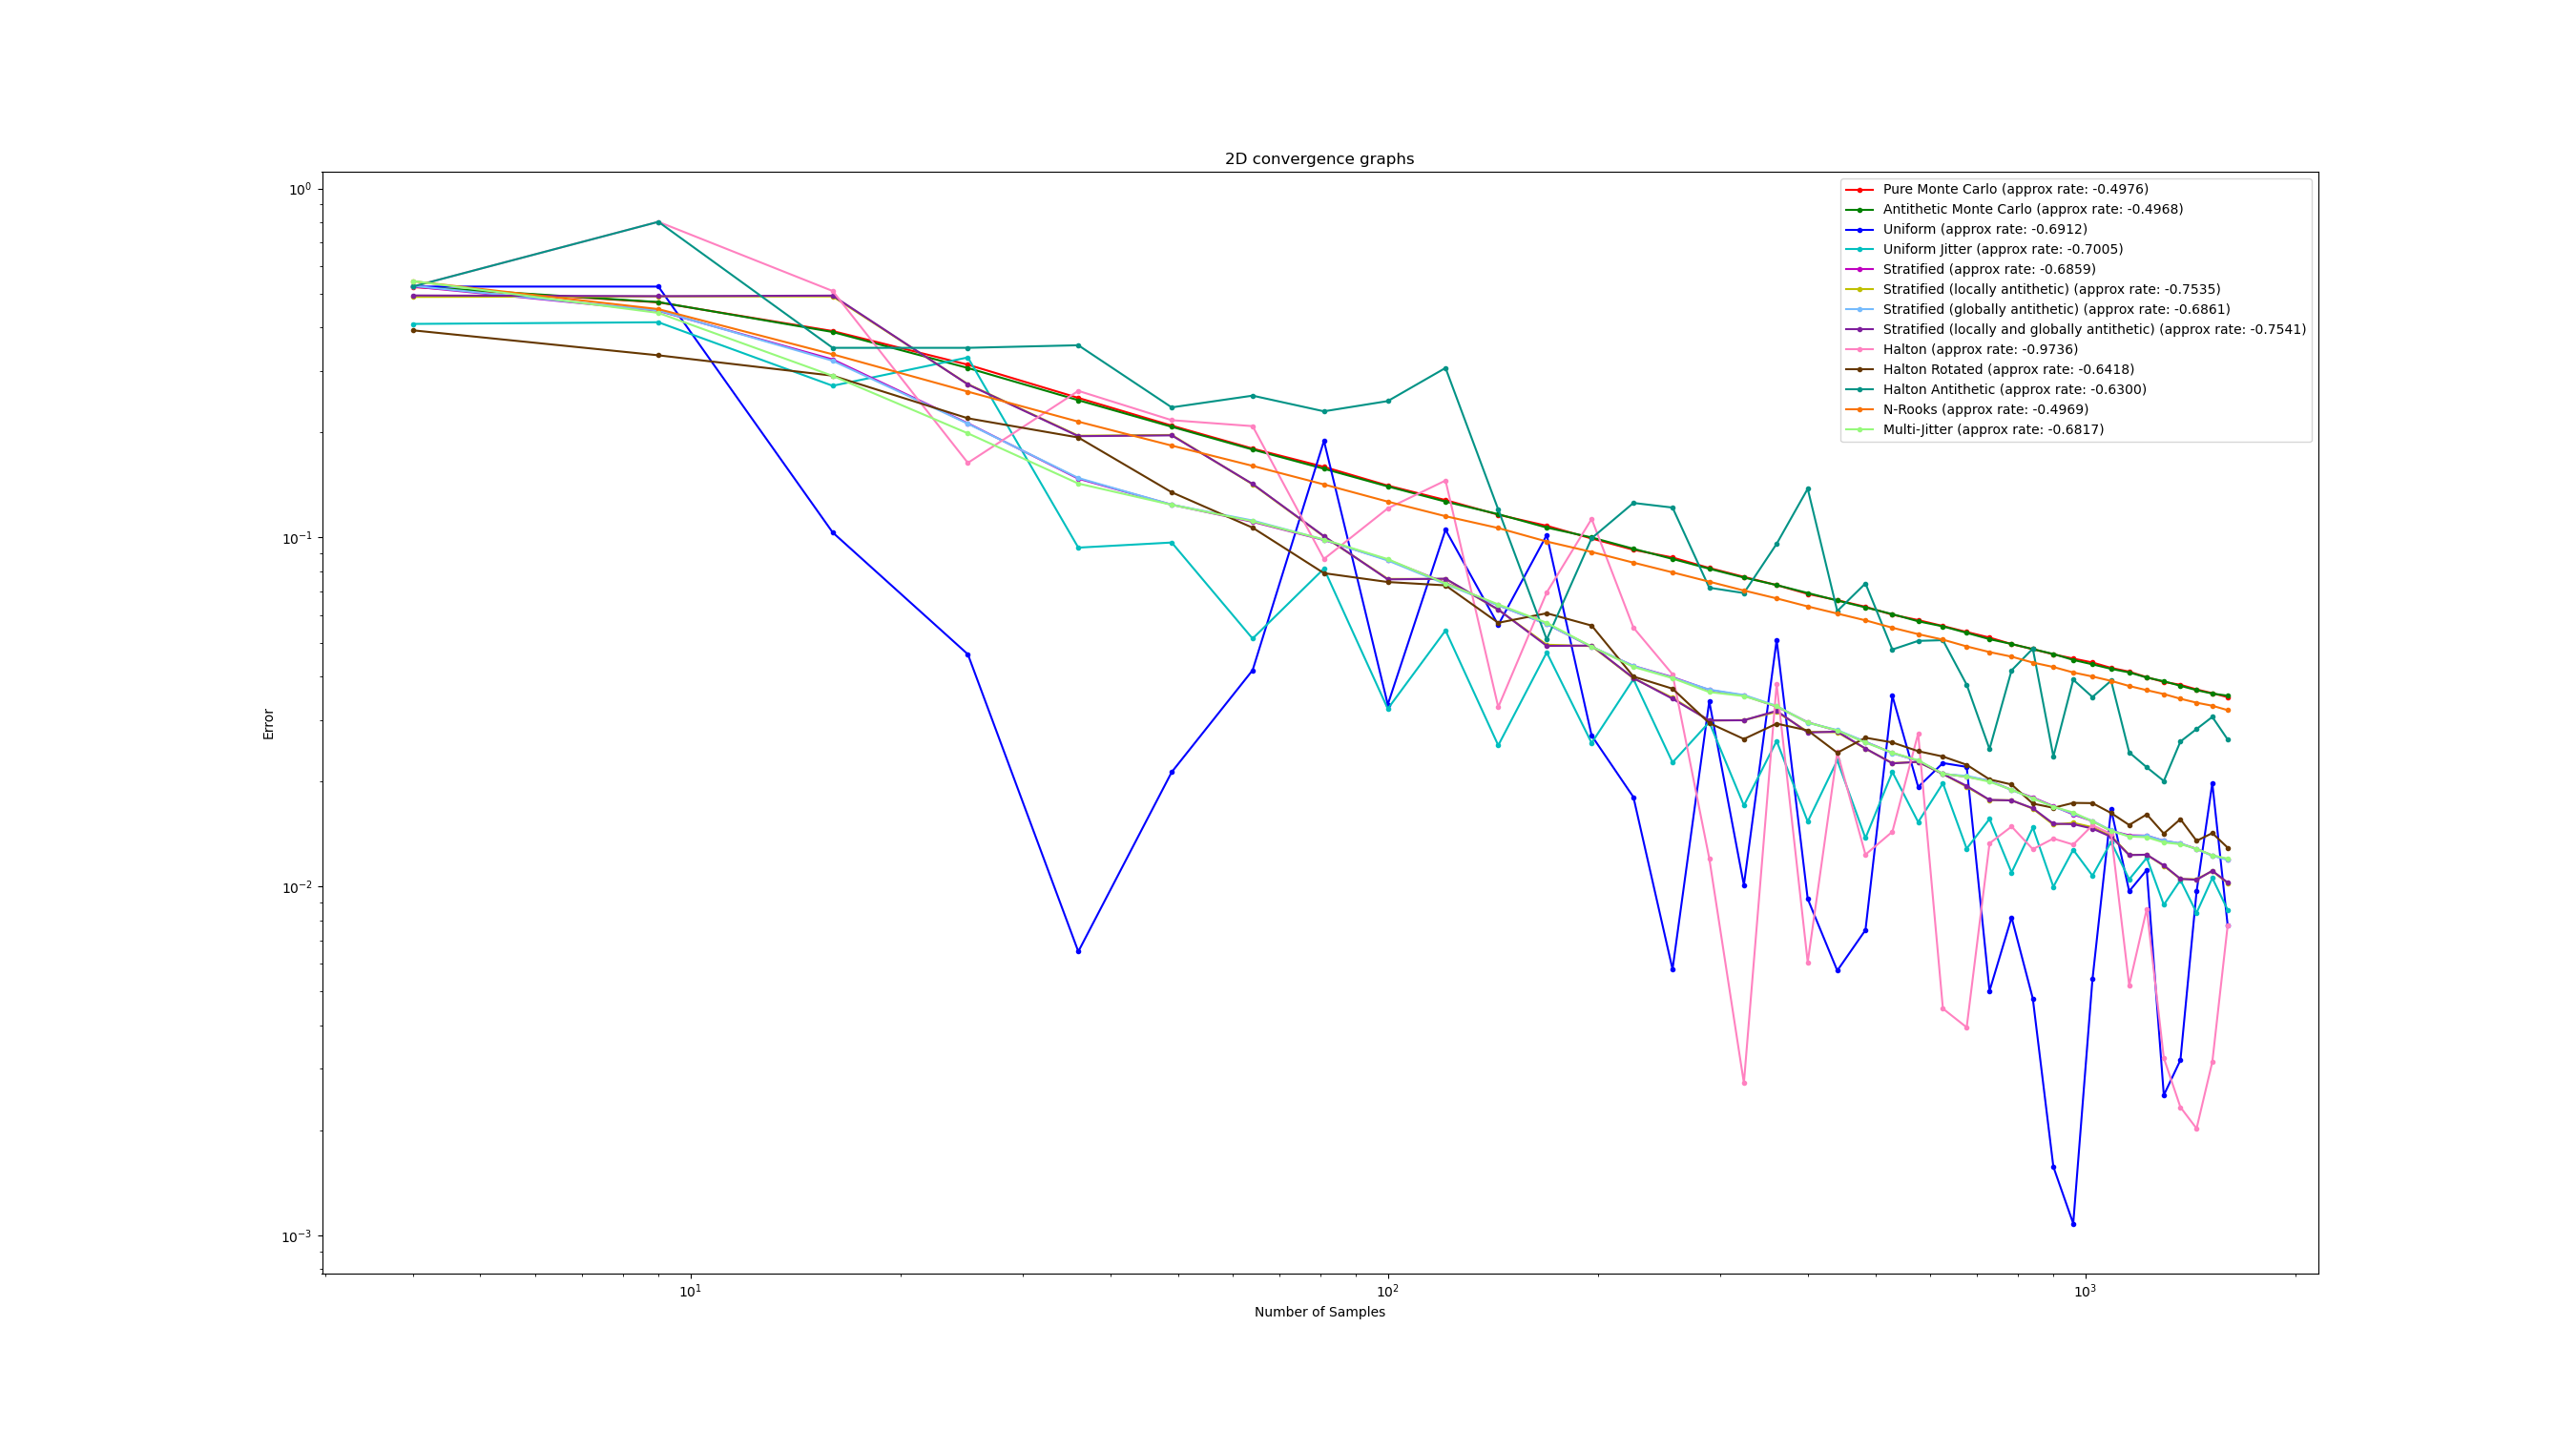 2D convergence graphs
10⁰
10⁻¹
10⁻²
10⁻³
Error
10¹
10²
10³
Number of Samples
Pure Monte Carlo (approx rate: -0.4976)
Antithetic Monte Carlo (approx rate: -0.4968)
Uniform (approx rate: -0.6912)
Uniform Jitter (approx rate: -0.7005)
Stratified (approx rate: -0.6859)
Stratified (locally antithetic) (approx rate: -0.7535)
Stratified (globally antithetic) (approx rate: -0.6861)
Stratified (locally and globally antithetic) (approx rate: -0.7541)
Halton (approx rate: -0.9736)
Halton Rotated (approx rate: -0.6418)
Halton Antithetic (approx rate: -0.6300)
N-Rooks (approx rate: -0.4969)
Multi-Jitter (approx rate: -0.6817)